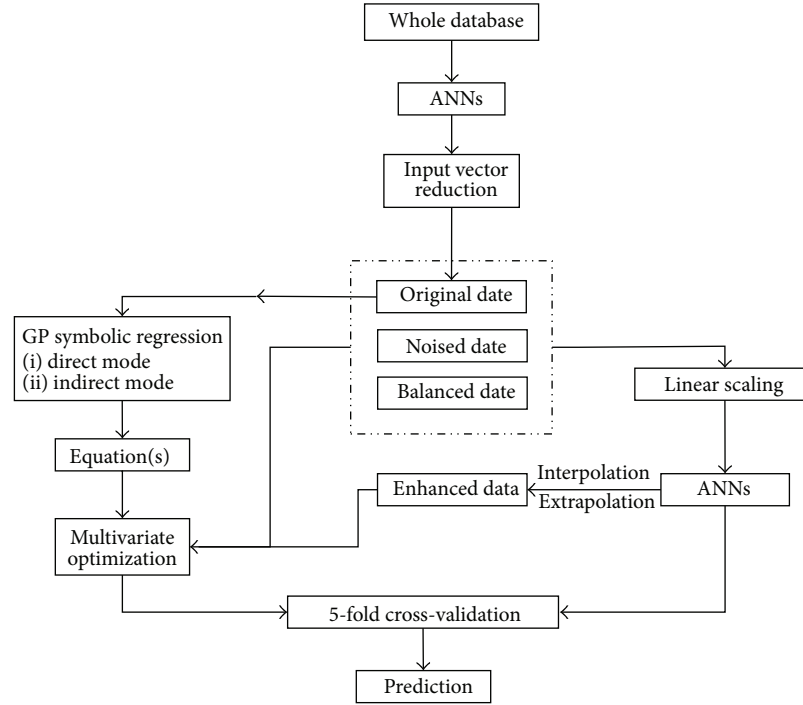 Whole database
ANNs
Input vector
reduction
Original date
GP symbolic regression
(i) direct mode
(ii) indirect mode
Noised date
Balanced date
Linear scaling
Equation(s)
Enhanced data
Interpolation
Extrapolation
ANNs
Multivariate
optimization
5-fold cross-validation
Prediction